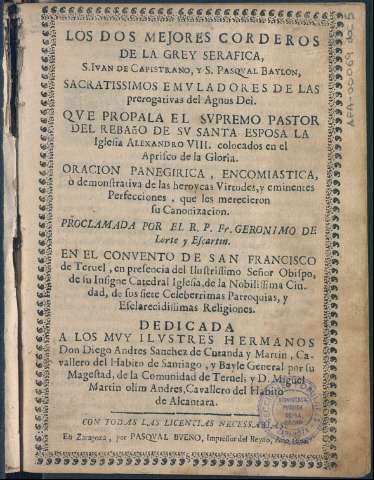 LOS DOS MEJORES CORDEROS
DE LA GREY SERAFICA,
S. IVAN DE CAPISTRANO, Y S. PASQVAL BAYLON,
SACRATISSIMOS EMVLADORES DE LAS
prerogativas del Agnus Dei.
QVE PROPALA EL SVPREMO PASTOR
DEL REBAñO DE SV SANTA ESPOSA LA
Iglesia ALEXANDRO VIII. colocados en el
Aprisco de la Gloria.
ORACION PANEGIRICA, ENCOMIASTICA,
ò demonstrativa de las heroycas Virtudes, y eminentes
Perfecciones, que les merecieron
su Canonizacion.
PROCLAMADA POR EL R. P. Fr. GERONIMO DE
Lorte y Escartin.
EN EL CONVENTO DE SAN FRANCISCO
de Teruel, en presencia del Ilustrissimo Señor Obispo,
de su Insigne Catedral Iglesia, de la Nobilissima Ciu-
dad, de sus siete Celeberrimas Parroquias, y
Esclarecidissimas Religiones.
DEDICADA
A LOS MVY ILVSTRES HERMANOS
Don Diego Andres Sanchez de Cutanda y Martin, Ca-
vallero del Habito de Santiago, y Bayle General por su
Magestad, de la Comunidad de Teruel; y D. Miguel
Martin olim Andres, Cavallero del Habito
de Alcantara.
CON TODAS LAS LICENCIAS NECESSARIAS
En Zaragoza, por PASQVAL BVENO, Impressor del Reyno,